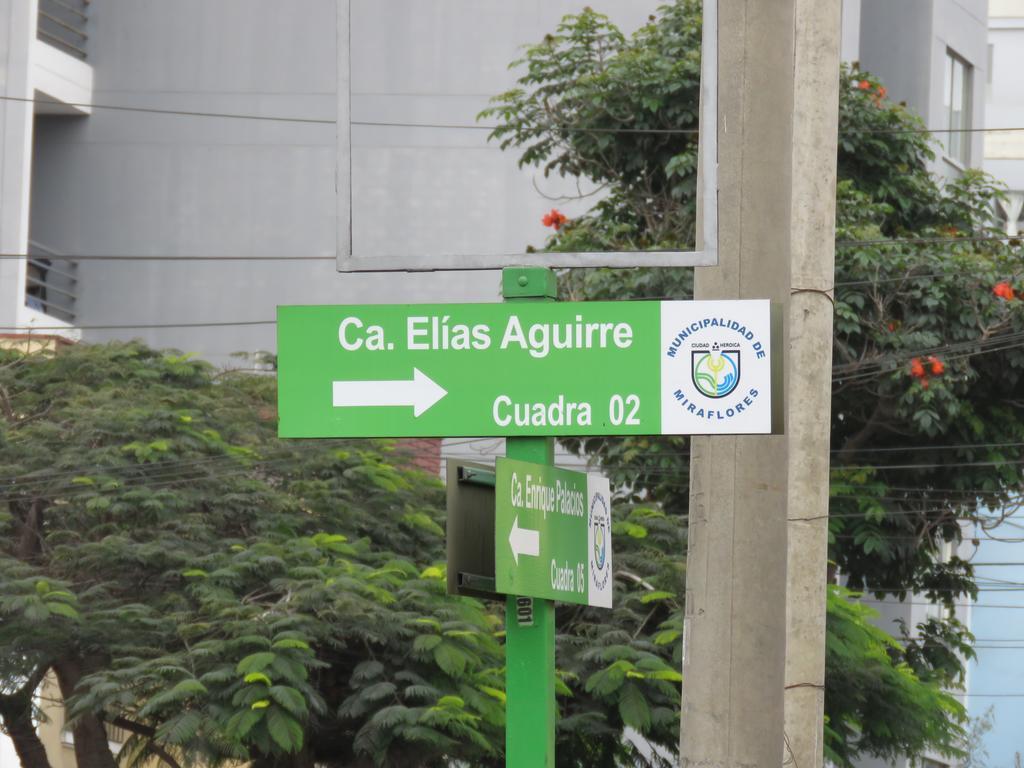 Ca. Elías Aguirre
Cuadra 02
MUNICIPALIDAD DE
CIUDAD HEROICA
MIRAFLORES
Ca. Enrique Palacios
Cuadra 05
601